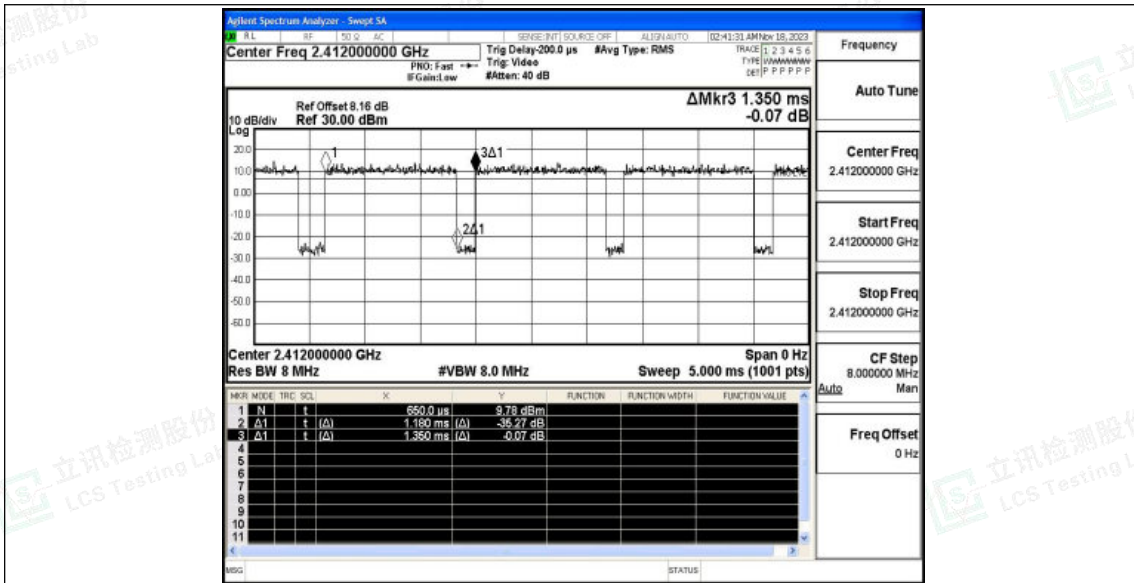 Agilent Spectrum Analyzer - Swept SA
RL RF 50 Ω AC SENSE:INT SOURCE OFF ALIGN AUTO 02:41:31 AM Nov 18, 2023
Center Freq 2.412000000 GHz
PNO: Fast
IFGain:Low
Trig Delay-200.0 µs
Trig: Video
#Atten: 40 dB
#Avg Type: RMS
TRACE 1 2 3 4 5 6
TYPE
DET P P P P P P
Frequency
Auto Tune
Center Freq
2.412000000 GHz
Start Freq
2.412000000 GHz
Stop Freq
2.412000000 GHz
CF Step
8.000000 MHz
Auto Man
Freq Offset
0 Hz
ΔMkr3 1.350 ms
-0.07 dB
Ref Offset 8.16 dB
10 dB/div Ref 30.00 dBm
Log
20.0
10.0
0.00
-10.0
-20.0
-30.0
-40.0
-50.0
-60.0
1
3Δ1
2Δ1
Center 2.412000000 GHz Span 0 Hz
Res BW 8 MHz #VBW 8.0 MHz Sweep 5.000 ms (1001 pts)
MKR MODE TRC SCL X Y FUNCTION FUNCTION WIDTH FUNCTION VALUE
1 N t 650.0 µs 9.78 dBm
2 Δ1 t (Δ) 1.180 ms (Δ) -35.27 dB
3 Δ1 t (Δ) 1.350 ms (Δ) -0.07 dB
4
5
6
7
8
9
10
11
MSG STATUS
立讯检测股份
LCS Testing Lab